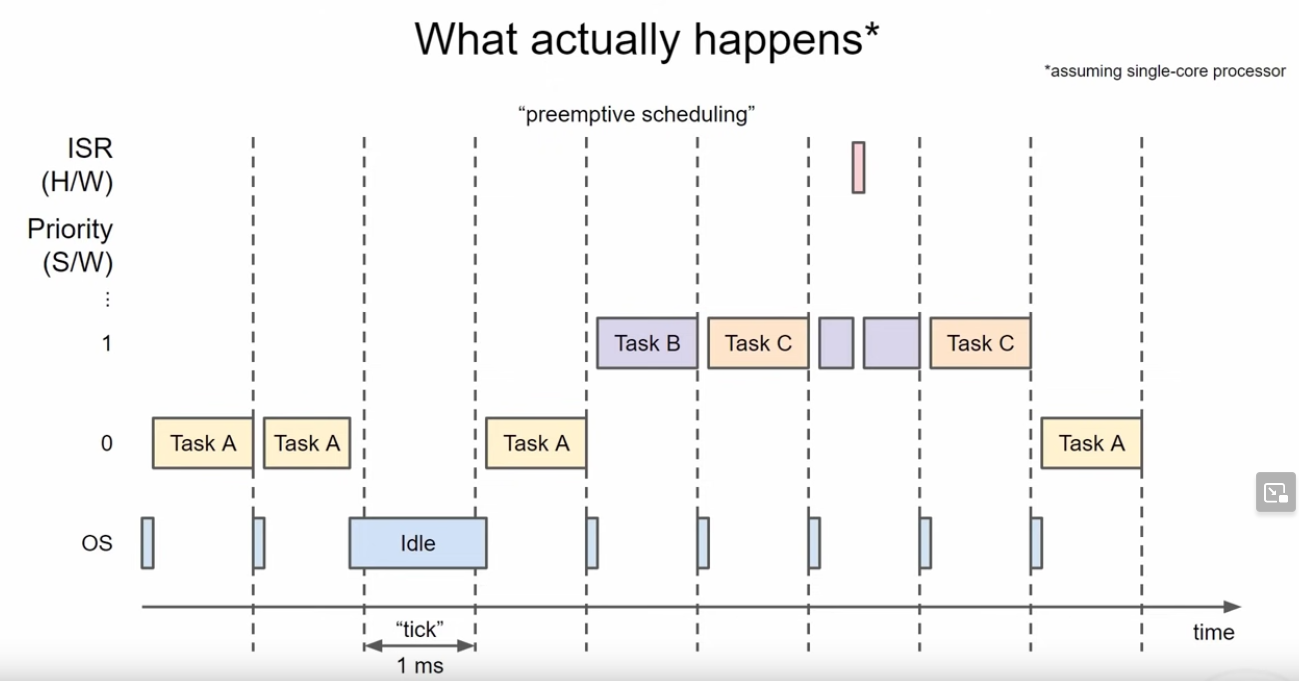 What actually happens*
*assuming single-core processor
“preemptive scheduling”
ISR
(H/W)
Priority
(S/W)
⋮
1
Task B
Task C
Task C
0
Task A
Task A
Task A
Task A
OS
Idle
“tick”
1 ms
time